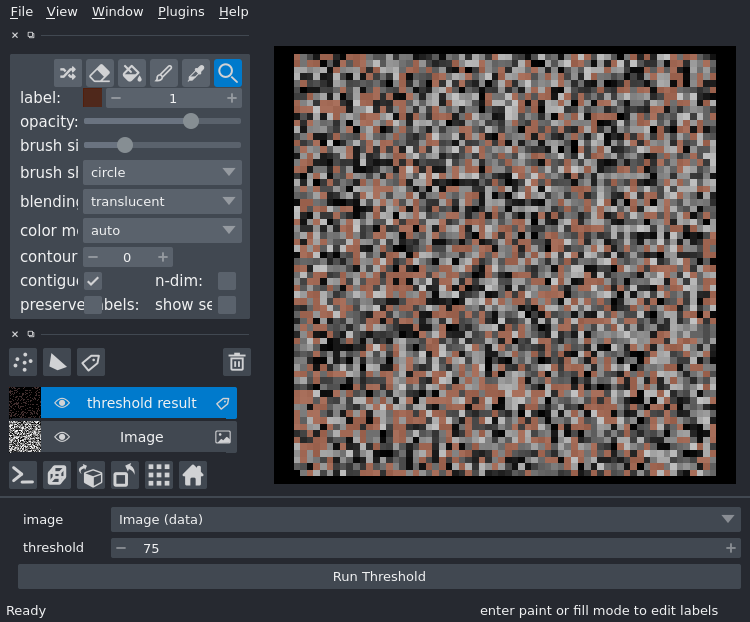 File View Window Plugins Help
label: 1
opacity:
brush si
brush sl circle
blending translucent
color m auto
contour 0
contigu n-dim:
preserve abels: show se
threshold result
Image
image Image (data)
threshold 75
Run Threshold
Ready enter paint or fill mode to edit labels